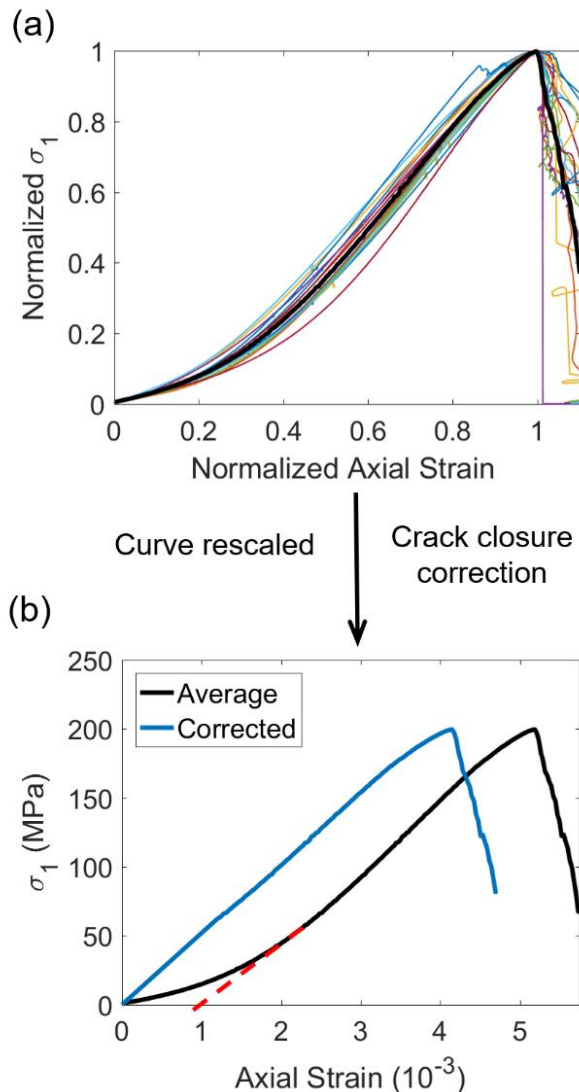 (a)
1
0.8
0.6
0.4
0.2
0
Normalized σ1
0 0.2 0.4 0.6 0.8 1
Normalized Axial Strain
Curve rescaled
Crack closure
correction
(b)
250
200
150
100
50
0
σ1 (MPa)
Average
Corrected
0 1 2 3 4 5
Axial Strain (10-3)